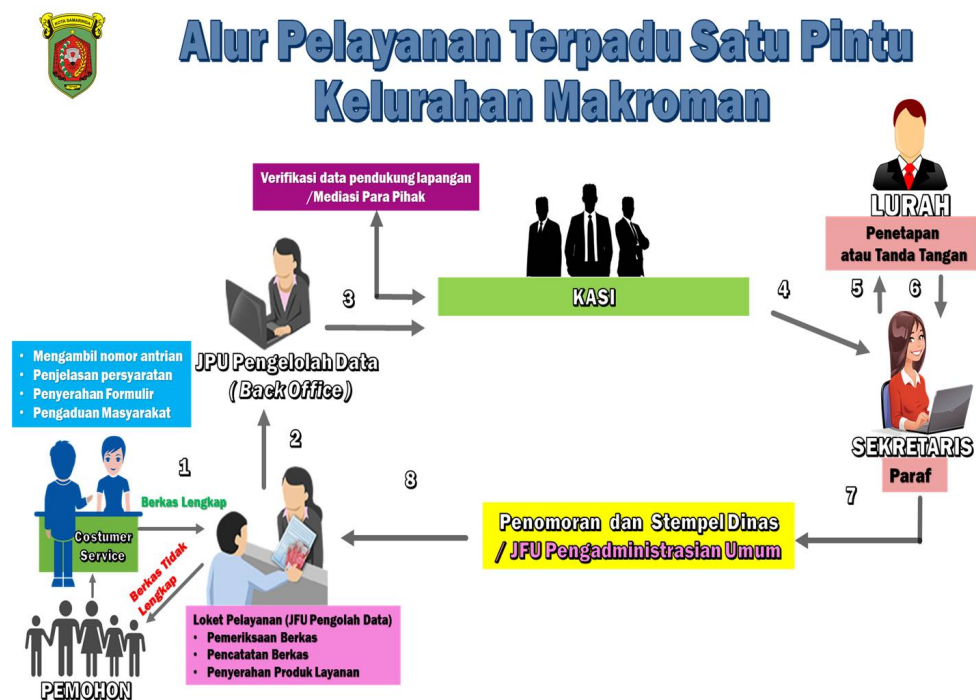 KOTA SAMARINDA
Alur Pelayanan Terpadu Satu Pintu
Kelurahan Makroman
Verifikasi data pendukung lapangan
/Mediasi Para Pihak
LURAH
Penetapan
atau Tanda Tangan
KASI
3
4
5
6
JPU Pengelolah Data
(Back Office)
• Mengambil nomor antrian
• Penjelasan persyaratan
• Penyerahan Formulir
• Pengaduan Masyarakat
1
2
SEKRETARIS
Paraf
7
8
Berkas Lengkap
Costumer
Service
Berkas Tidak
Lengkap
Penomoran dan Stempel Dinas
/ JFU Pengadministrasian Umum
Loket Pelayanan (JFU Pengolah Data)
• Pemeriksaan Berkas
• Pencatatan Berkas
• Penyerahan Produk Layanan
PEMOHON